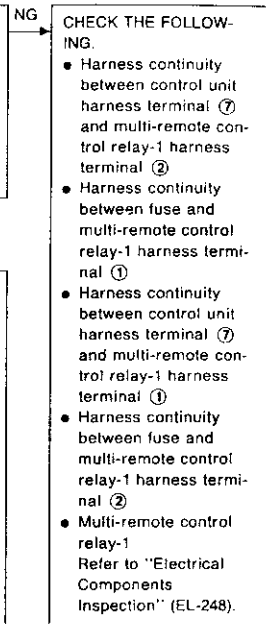 NG
CHECK THE FOLLOW-
ING.
● Harness continuity
between control unit
harness terminal ⑦
and multi-remote con-
trol relay-1 harness
terminal ②
● Harness continuity
between fuse and
multi-remote control
relay-1 harness termi-
nal ①
● Harness continuity
between control unit
harness terminal ⑦
and multi-remote con-
trol relay-1 harness
terminal ①
● Harness continuity
between fuse and
multi-remote control
relay-1 harness termi-
nal ②
● Multi-remote control
relay-1
Refer to "Electrical
Components
Inspection" (EL-248).